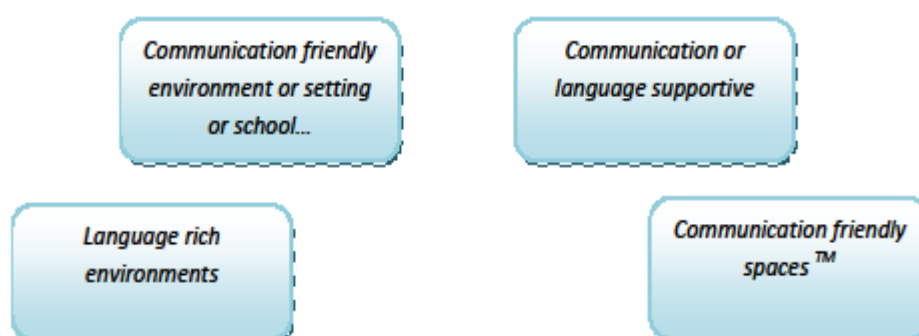 Communication friendly
environment or setting
or school...
Communication or
language supportive
Language rich
environments
Communication friendly
spaces ™